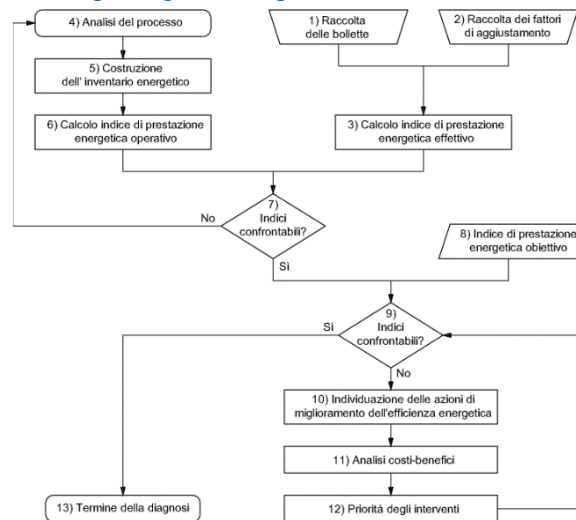 4) Analisi del processo
1) Raccolta
delle bollette
2) Raccolta dei fattori
di aggiustamento
5) Costruzione
dell' inventario energetico
6) Calcolo indice di prestazione
energetica operativo
3) Calcolo indice di prestazione
energetica effettivo
7)
Indici
confrontabili?
No
Sì
8) Indice di prestazione
energetica obiettivo
9)
Indici
confrontabili?
Sì
No
10) Individuazione delle azioni di
miglioramento dell'efficienza energetica
11) Analisi costi-benefici
12) Priorità degli interventi
13) Termine della diagnosi